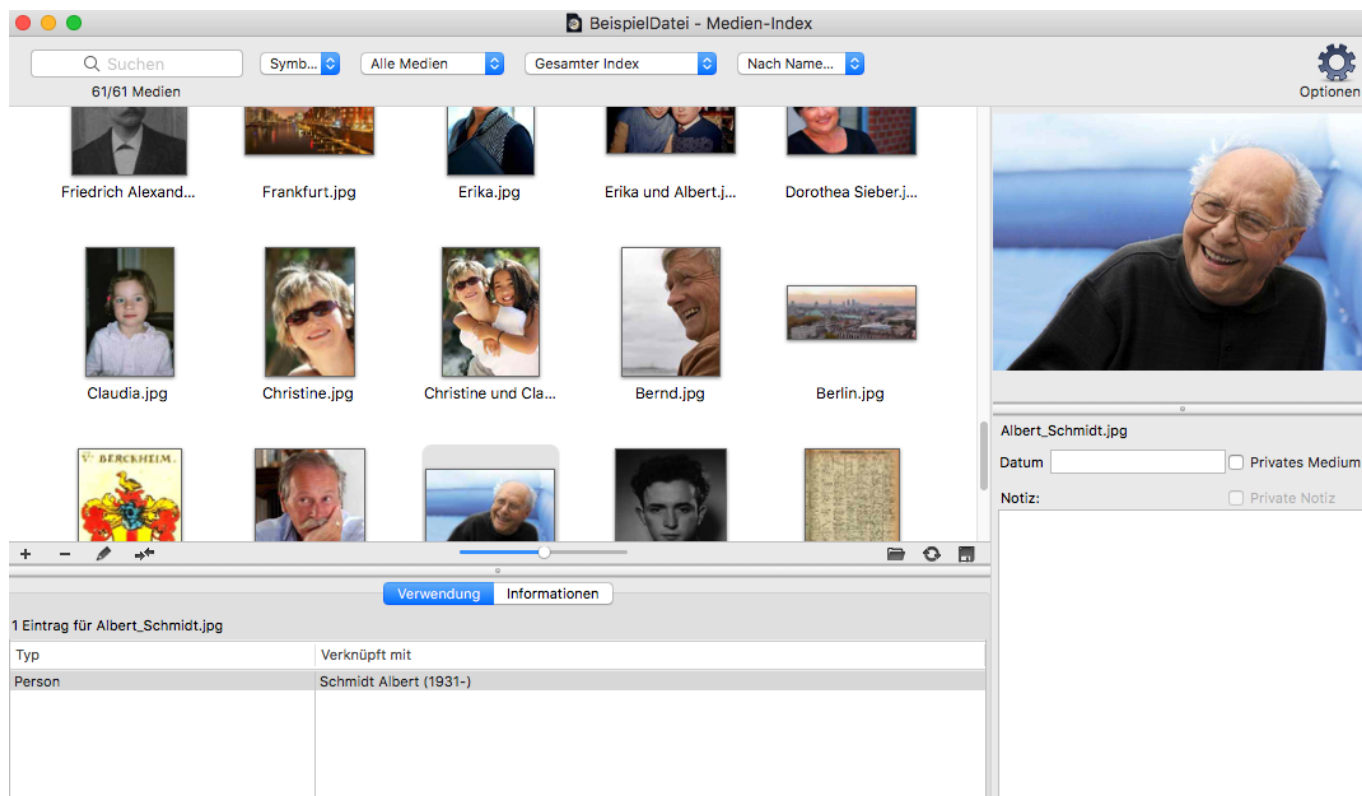 BeispielDatei - Medien-Index
Suchen
Symb...
Alle Medien
Gesamter Index
Nach Name...
61/61 Medien
Optionen
Friedrich Alexand...
Frankfurt.jpg
Erika.jpg
Erika und Albert.j...
Dorothea Sieber.j...
Claudia.jpg
Christine.jpg
Christine und Cla...
Bernd.jpg
Berlin.jpg
V. BERCKHEIM.
Albert_Schmidt.jpg
Datum
Privates Medium
Notiz:
Private Notiz
Verwendung
Informationen
1 Eintrag für Albert_Schmidt.jpg
Typ
Verknüpft mit
Person
Schmidt Albert (1931-)